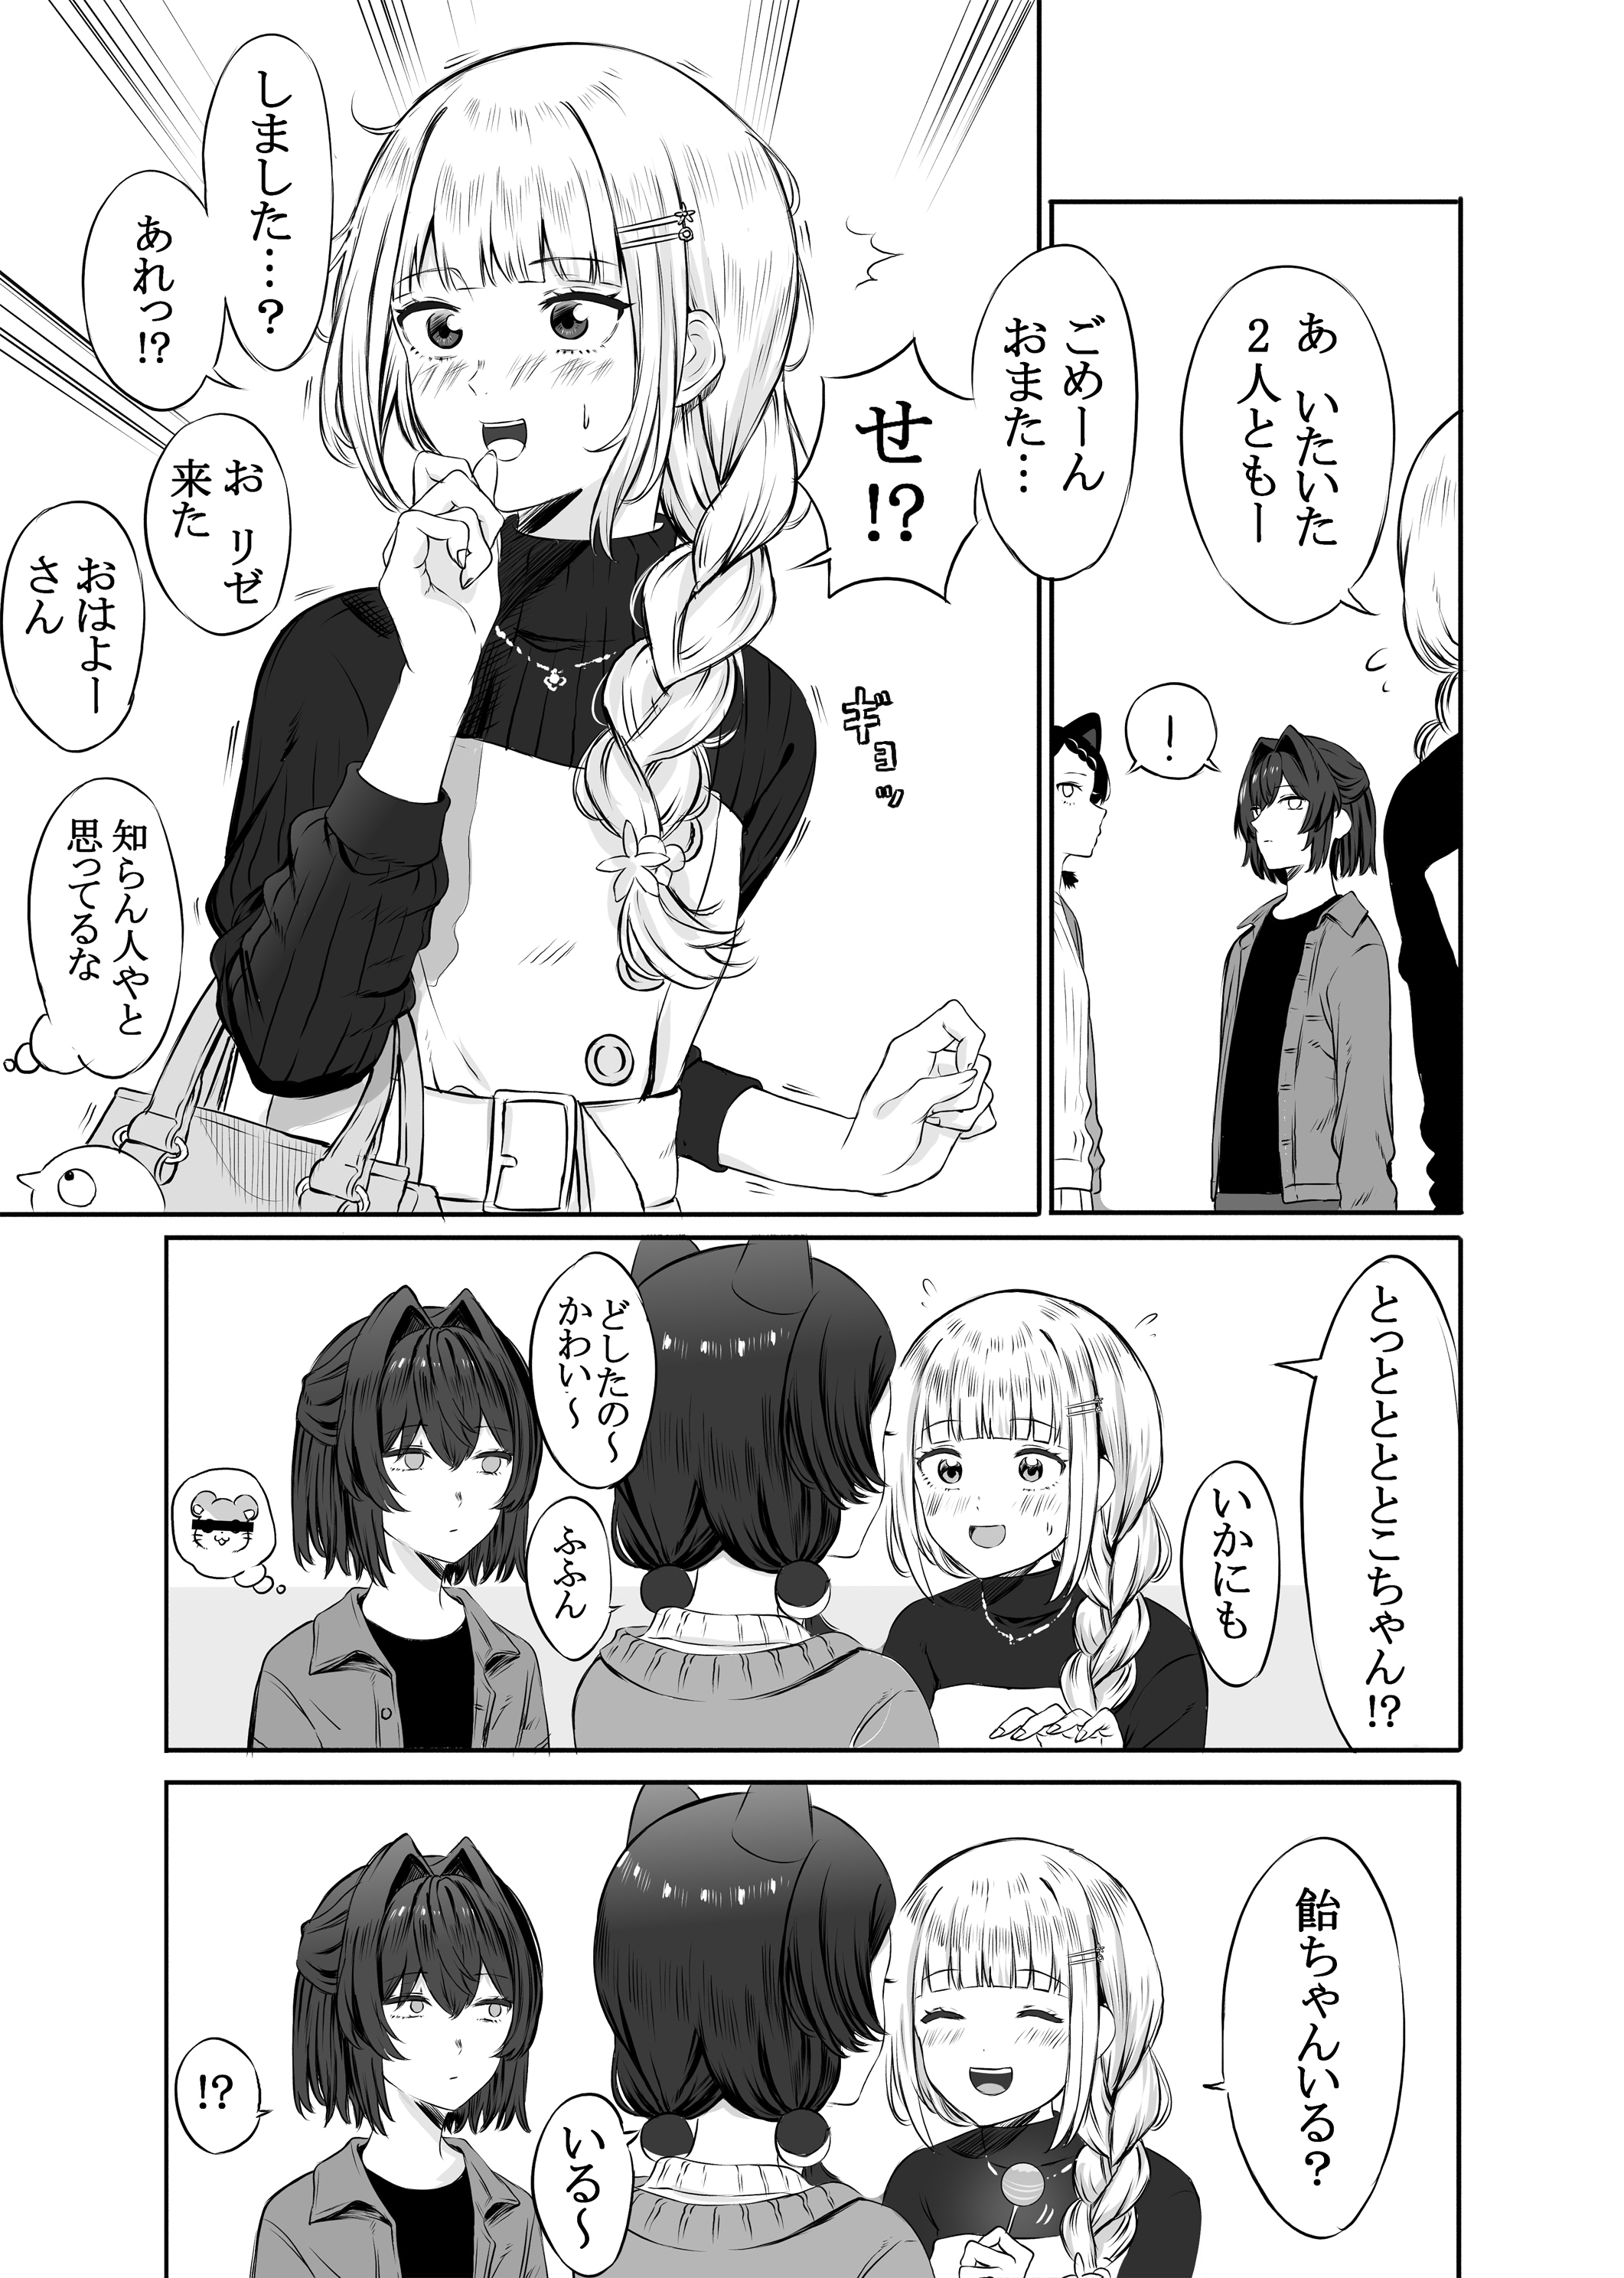 あ いたいた
2人ともー
！
ごめーん
おまた…
せ!?
しました…？
あれっ!?
ギョッ
お リゼ
来た
おはよー
さん
知らん人やと
思ってるな
とっととととこちゃん!?
いかにも
どしたの～
かわい～
ふふん
飴ちゃんいる？
いる～
!?